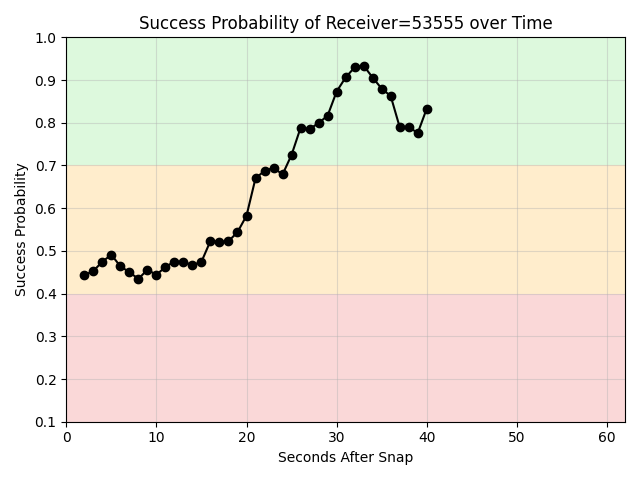 Success Probability of Receiver=53555 over Time
1.0
0.9
0.8
0.7
0.6
0.5
0.4
0.3
0.2
0.1
Success Probability
0 10 20 30 40 50 60
Seconds After Snap